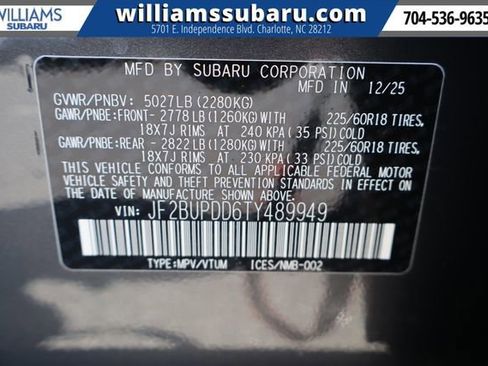 WILLIAMS
SUBARU
williamssubaru.com
5701 E. Independence Blvd. Charlotte, NC 28212
704-536-9635
MFD BY SUBARU CORPORATION
GVWR/PNBV: 5027LB (2280KG) MFD IN 12/25
GAWR/PNBE:FRONT- 2778LB(1260KG)WITH 225/60R18 TIRES,
18X7J RIMS AT 240 KPA(35 PSI)COLD
GAWR/PNBE:REAR - 2822LB(1280KG)WITH 225/60R18 TIRES,
18X7J RIMS AT 230 KPA(33 PSI)COLD
THIS VEHICLE CONFORMS TO ALL APPLICABLE FEDERAL MOTOR
VEHICLE SAFETY AND THEFT PREVENTION STANDARDS IN EFFECT ON
THE DATE OF MANUFACTURE SHOWN ABOVE.
VIN: JF2BUPDD6TY489949
TYPE:MPV/VTUM ICES/NMB-002